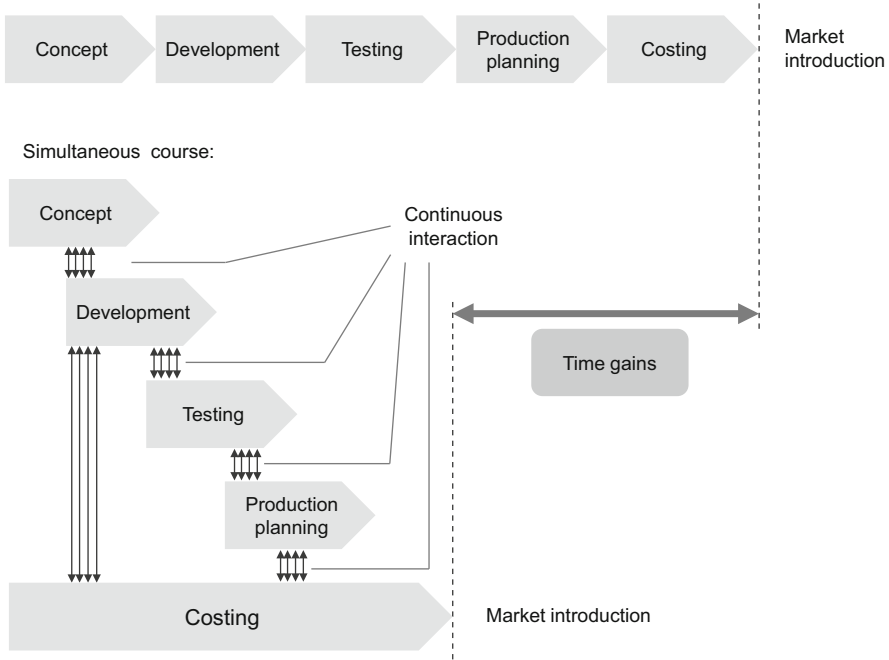 Concept
Development
Testing
Production
planning
Costing
Market
introduction
Simultaneous course:
Concept
Continuous
interaction
Development
Time gains
Testing
Production
planning
Costing
Market introduction